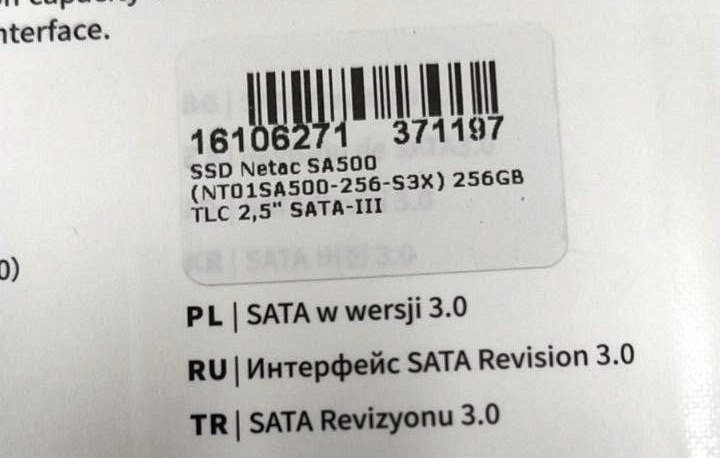 nterface.
16106271 371197
SSD Netac SA500
(NT01SA500-256-S3X) 256GB
TLC 2,5" SATA-III
0)
PL | SATA w wersji 3.0
RU | Интерфейс SATA Revision 3.0
TR | SATA Revizyonu 3.0